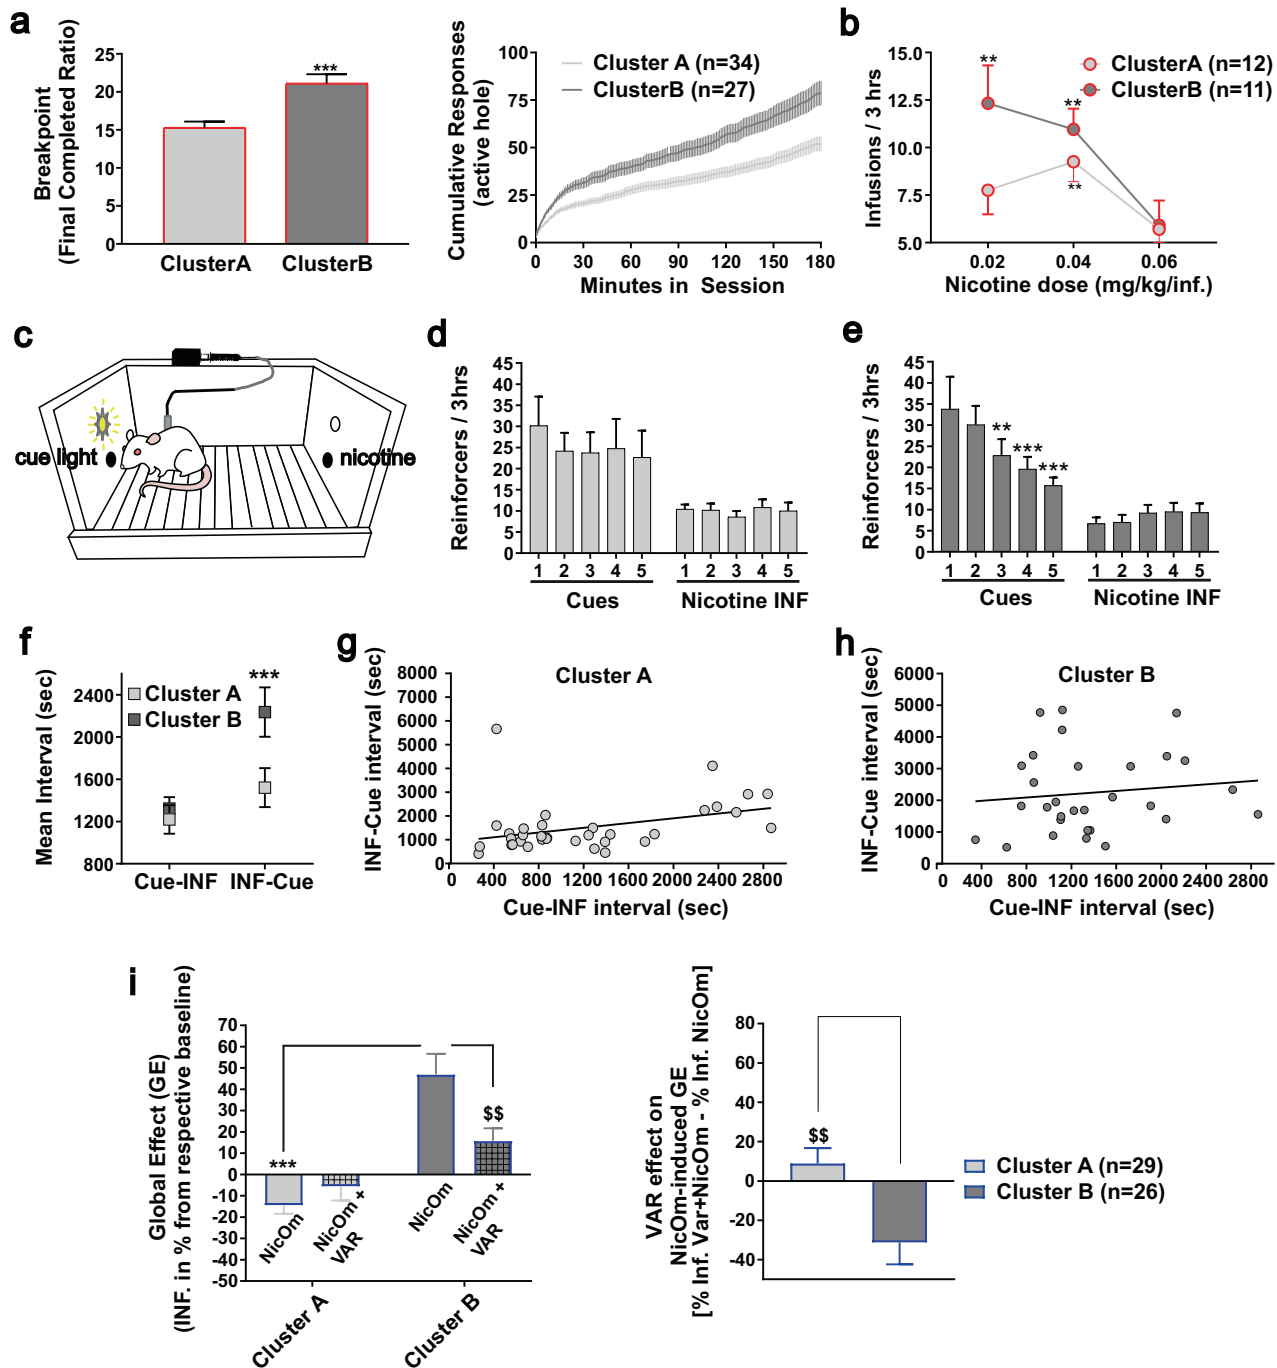 a
Breakpoint
(Final Completed Ratio)
25
20
15
10
5
0
***
ClusterA
ClusterB
Cumulative Responses
(active hole)
100
75
50
25
0
Cluster A (n=34)
ClusterB (n=27)
0
30
60
90
120
150
180
Minutes in Session
b
Infusions / 3 hrs
15.0
12.5
10.0
7.5
5.0
**
**
**
ClusterA (n=12)
ClusterB (n=11)
0.02
0.04
0.06
Nicotine dose (mg/kg/inf.)
c
cue light
nicotine
d
Reinforcers / 3hrs
45
40
35
30
25
20
15
10
5
0
1
2
3
4
5
1
2
3
4
5
Cues
Nicotine INF
e
Reinforcers / 3hrs
45
40
35
30
25
20
15
10
5
0
**
***
***
1
2
3
4
5
1
2
3
4
5
Cues
Nicotine INF
f
Mean Interval (sec)
2400
2000
1600
1200
800
***
Cluster A
Cluster B
Cue-INF
INF-Cue
g
INF-Cue interval (sec)
8000
7000
6000
5000
4000
3000
2000
1000
0
Cluster A
0
400
800
1200
1600
2000
2400
2800
Cue-INF interval (sec)
h
INF-Cue interval (sec)
6000
5000
4000
3000
2000
1000
0
Cluster B
0
400
800
1200
1600
2000
2400
2800
Cue-INF interval (sec)
i
Global Effect (GE)
(INF. in % from respective baseline)
70
60
50
40
30
20
10
0
-10
-20
-30
-40
-50
***
$$
NicOm
NicOm +
VAR
NicOm
NicOm +
VAR
Cluster A
Cluster B
VAR effect on
NicOm-induced GE
[% Inf. Var+NicOm - % Inf. NicOm]
80
60
40
20
0
-20
-40
$$
Cluster A (n=29)
Cluster B (n=26)